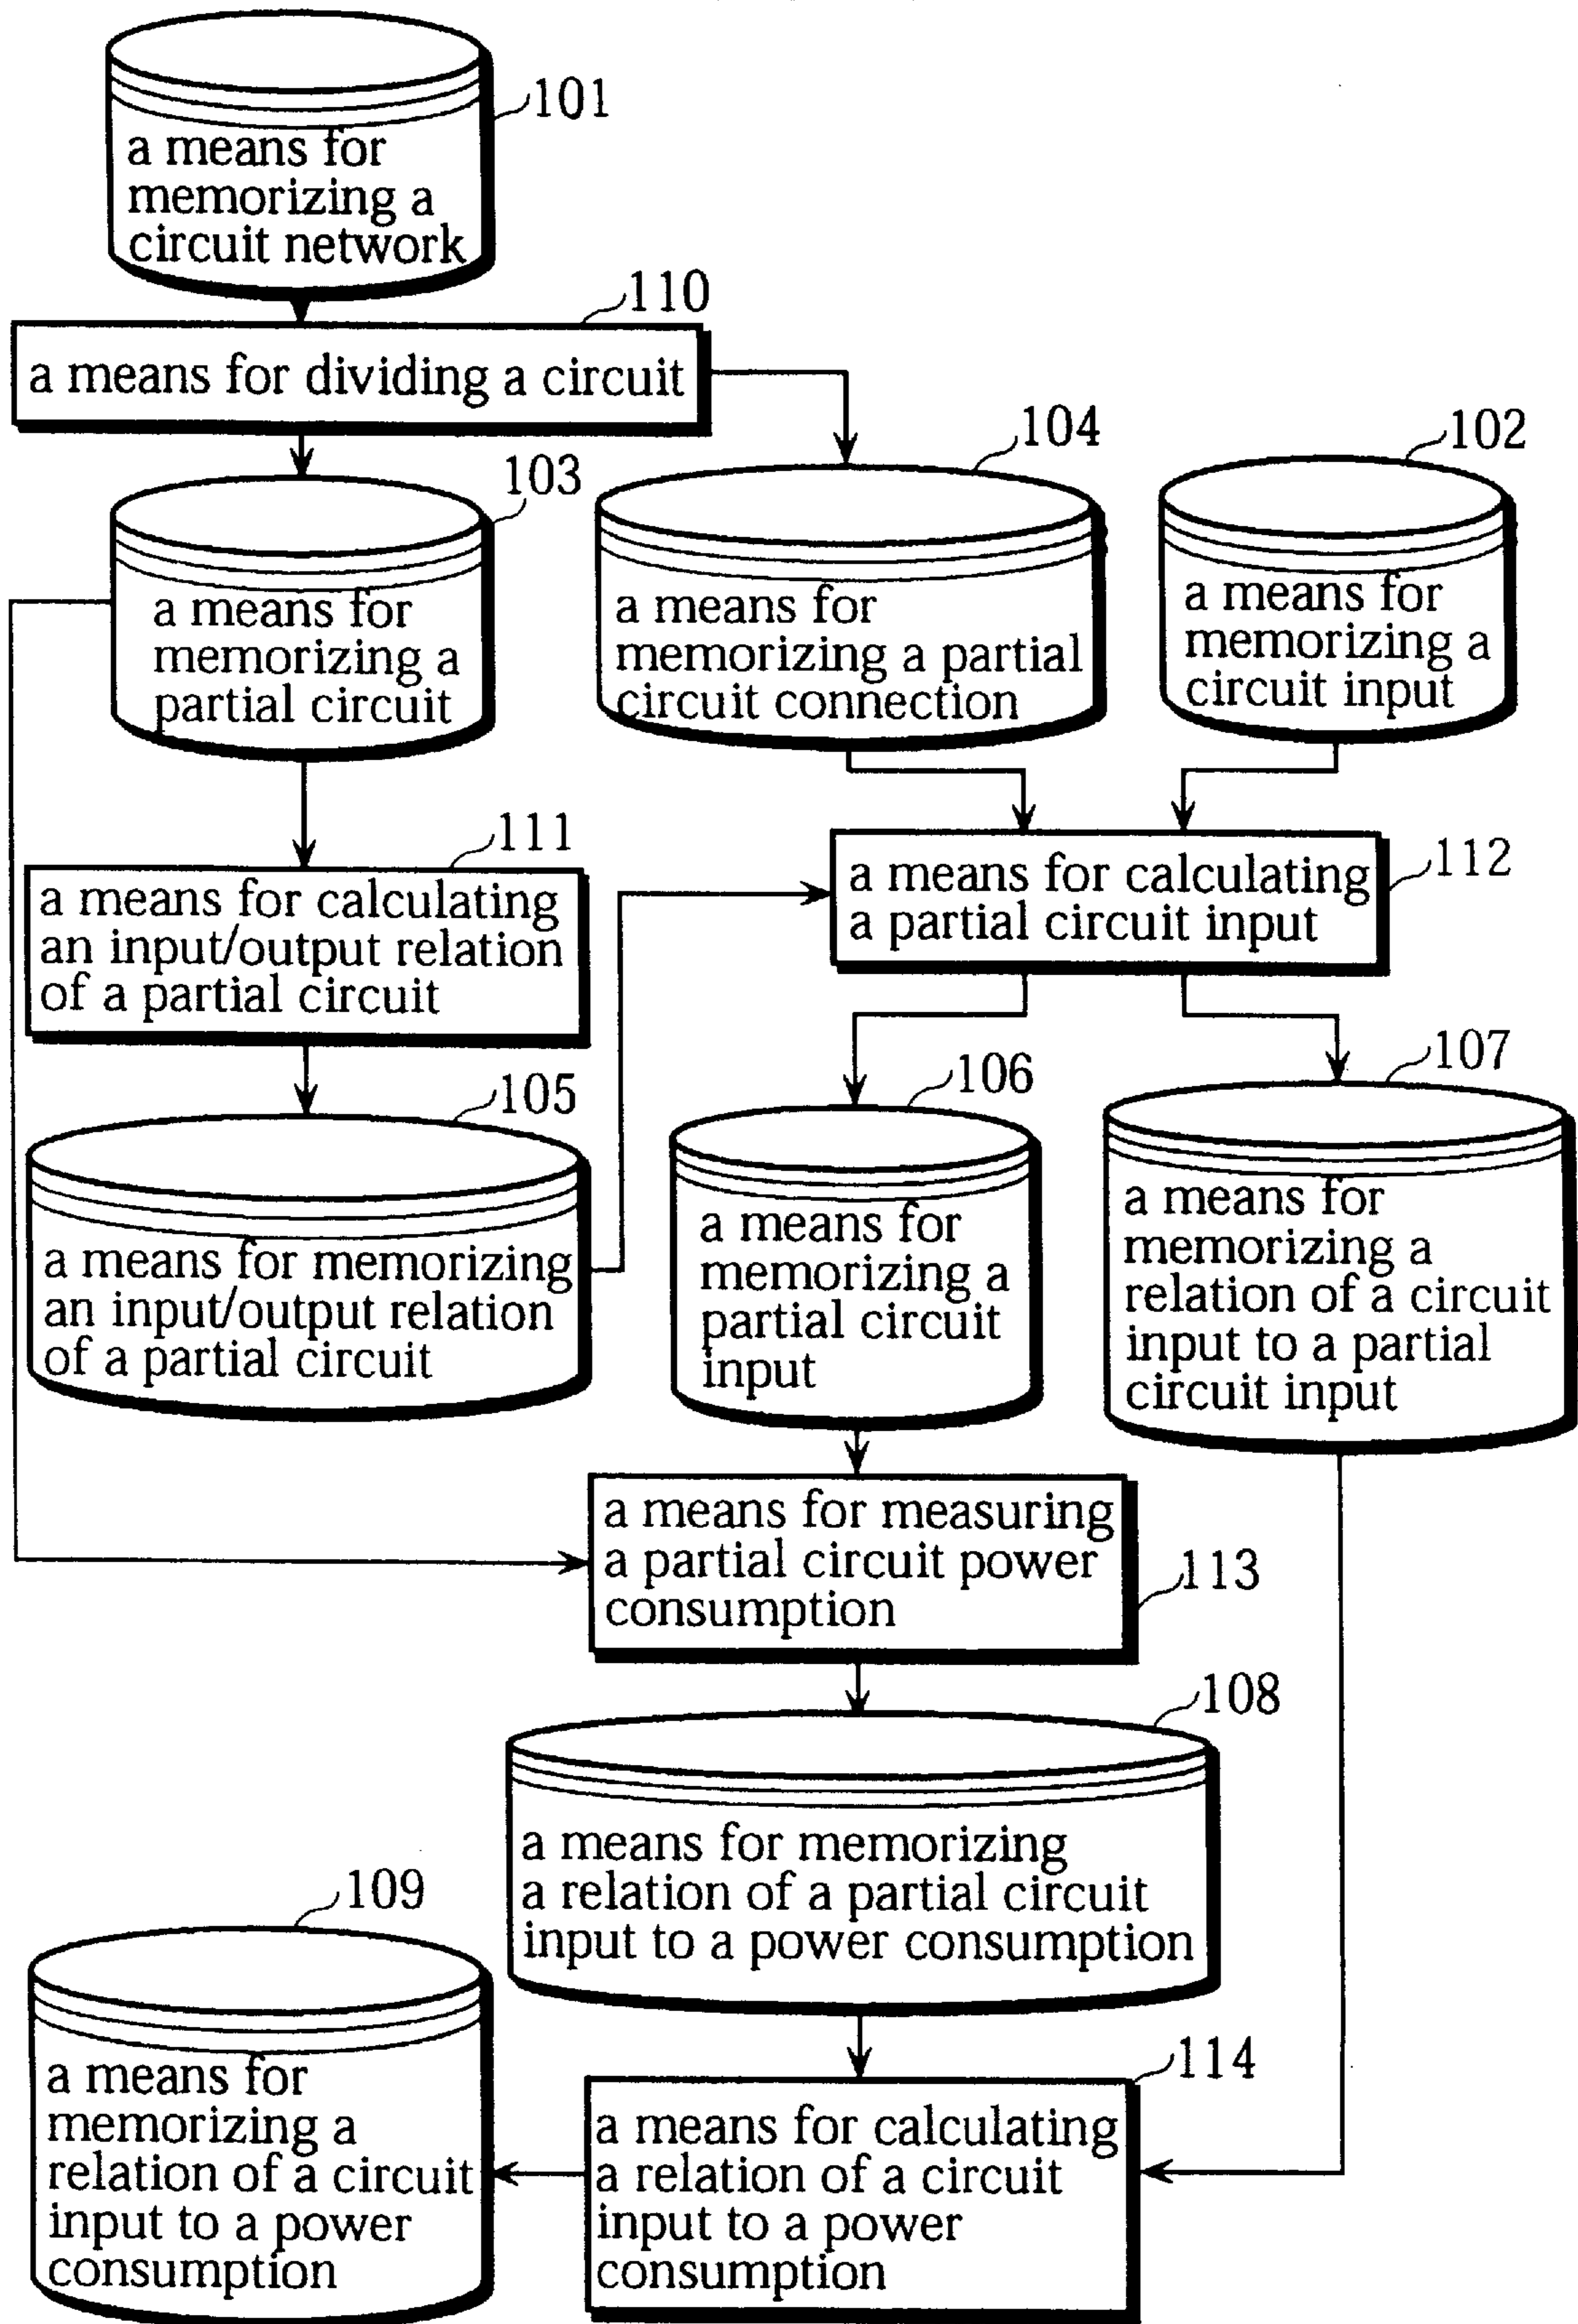 101
a means for
memorizing a
circuit network
110
a means for dividing a circuit
104
102
103
a means for
memorizing a
partial circuit
a means for
memorizing a partial
circuit connection
a means for
memorizing a
circuit input
111
a means for calculating
an input/output relation
of a partial circuit
112
a means for calculating
a partial circuit input
105
a means for memorizing
an input/output relation
of a partial circuit
106
a means for
memorizing a
partial circuit
input
107
a means for
memorizing a
relation of a circuit
input to a partial
circuit input
a means for measuring
a partial circuit power
consumption
113
108
a means for memorizing
a relation of a partial circuit
input to a power consumption
109
a means for
memorizing a
relation of a circuit
input to a power
consumption
114
a means for calculating
a relation of a circuit
input to a power
consumption